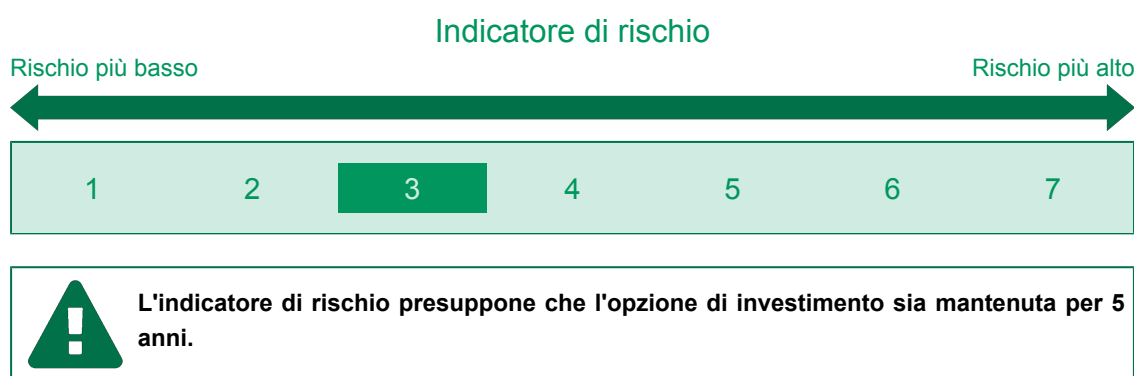 Indicatore di rischio
Rischio più basso Rischio più alto
1 2 3 4 5 6 7
L'indicatore di rischio presuppone che l'opzione di investimento sia mantenuta per 5
anni.